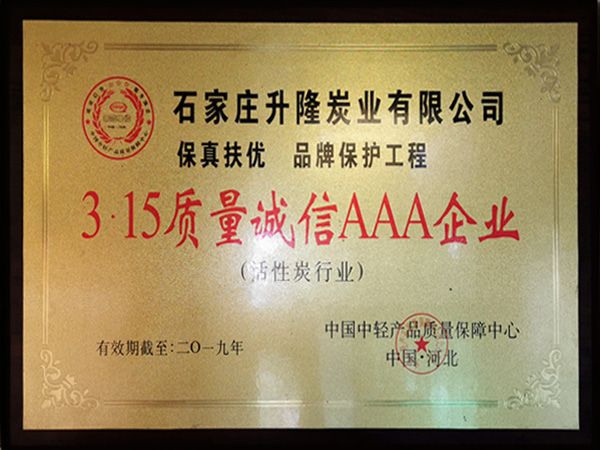 石家庄升隆炭业有限公司
保真扶优 品牌保护工程
3·15质量诚信AAA企业
(活性炭行业)
中国中轻产品质量保障中心
有效期截至:二O一九年
中国·河北